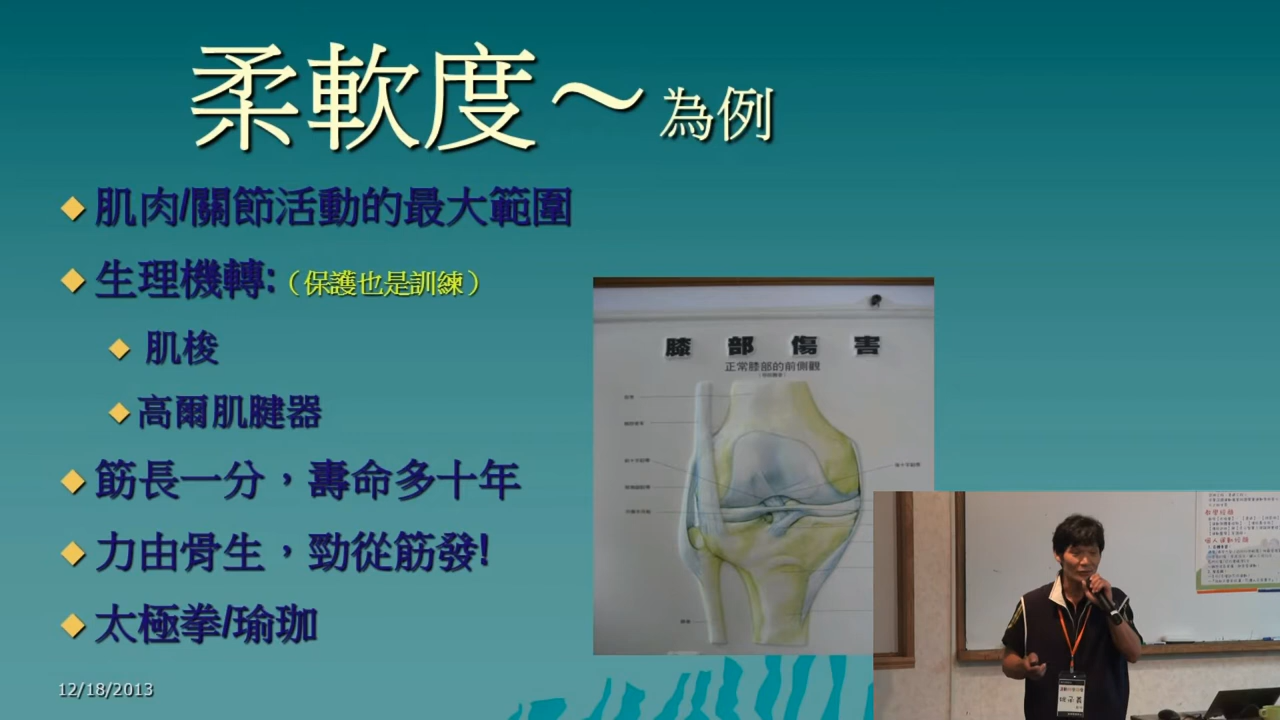 柔軟度～為例
肌肉/關節活動的最大範圍
生理機轉:（保護也是訓練）
肌梭
高爾肌腱器
筋長一分，壽命多十年
力由骨生，勁從筋發!
太極拳/瑜珈
12/18/2013
膝部傷害
正常膝部的前側觀